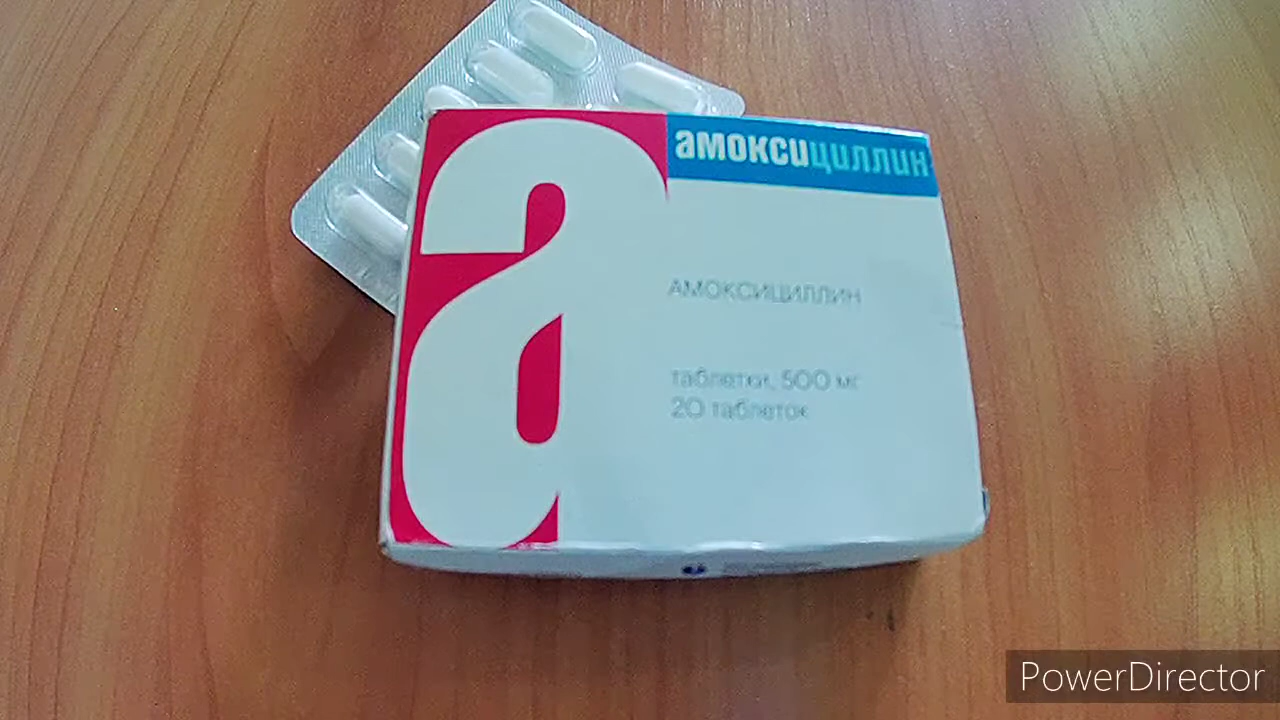 а
амоксициллин
АМОКСИЦИЛЛИН
таблетки, 500 мг
20 таблеток
PowerDirector